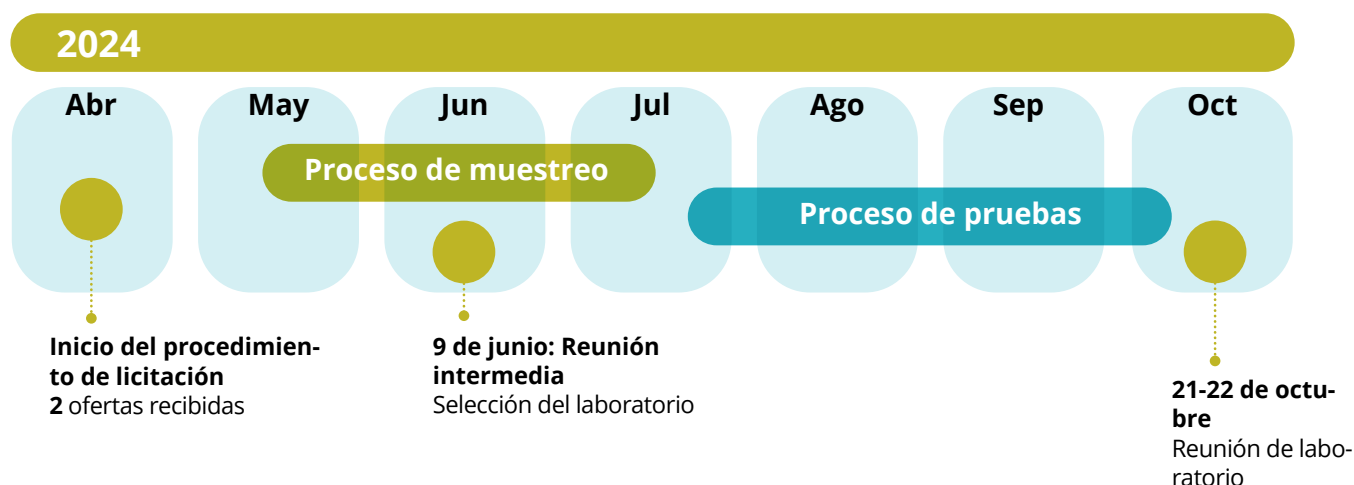 2024
Abr
May
Jun
Jul
Ago
Sep
Oct
Proceso de muestreo
Proceso de pruebas
Inicio del procedimien-
to de licitación
2 ofertas recibidas
9 de junio: Reunión
intermedia
Selección del laboratorio
21-22 de octu-
bre
Reunión de labo-
ratorio